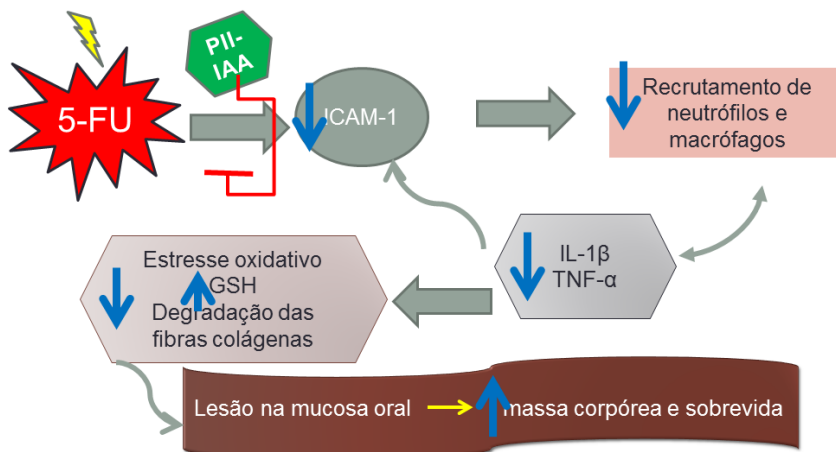 PII-
IAA
5-FU
ICAM-1
Recrutamento de
neutrófilos e
macrófagos
IL-1β
TNF-α
Estresse oxidativo
GSH
Degradação das
fibras colágenas
Lesão na mucosa oral
massa corpórea e sobrevida